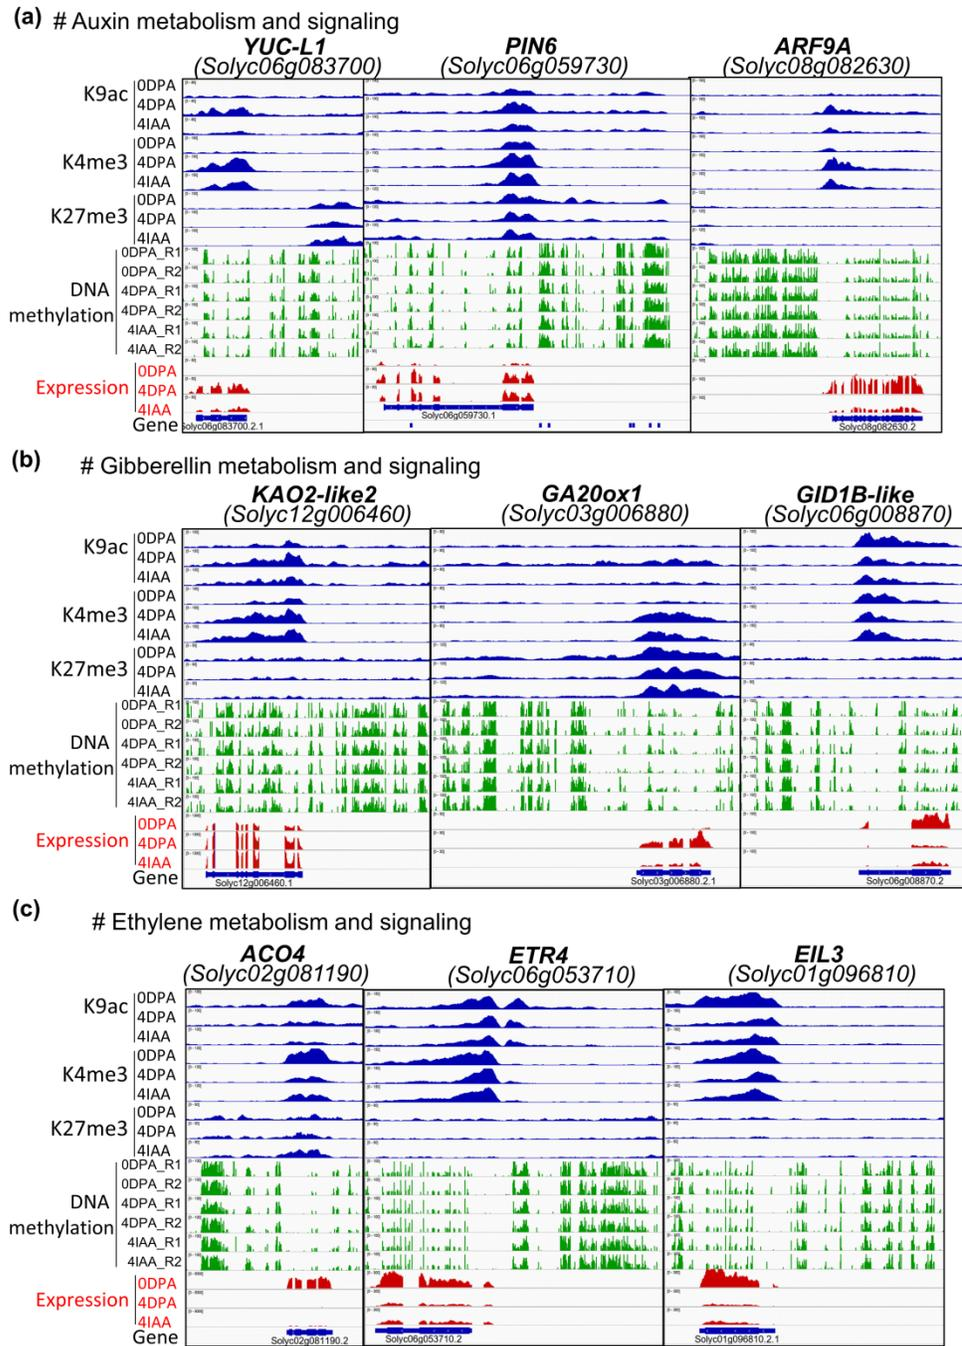 (a) # Auxin metabolism and signaling
YUC-L1 PIN6 ARF9A
(Solyc06g083700) (Solyc06g059730) (Solyc08g082630)
K9ac 0DPA
4DPA
4IAA
K4me3 0DPA
4DPA
4IAA
K27me3 0DPA
4DPA
4IAA
DNA methylation
0DPA_R1
0DPA_R2
4DPA_R1
4DPA_R2
4IAA_R1
4IAA_R2
Expression 0DPA
4DPA
4IAA
Gene
Solyc06g083700.2.1 Solyc06g059730.1 Solyc08g082630.2
(b) # Gibberellin metabolism and signaling
KAO2-like2 GA20ox1 GID1B-like
(Solyc12g006460) (Solyc03g006880) (Solyc06g008870)
K9ac 0DPA
4DPA
4IAA
K4me3 0DPA
4DPA
4IAA
K27me3 0DPA
4DPA
4IAA
DNA methylation
0DPA_R1
0DPA_R2
4DPA_R1
4DPA_R2
4IAA_R1
4IAA_R2
Expression 0DPA
4DPA
4IAA
Gene
Solyc12g006460.1 Solyc03g006880.2.1 Solyc06g008870.2
(c) # Ethylene metabolism and signaling
ACO4 ETR4 EIL3
(Solyc02g081190) (Solyc06g053710) (Solyc01g096810)
K9ac 0DPA
4DPA
4IAA
K4me3 0DPA
4DPA
4IAA
K27me3 0DPA
4DPA
4IAA
DNA methylation
0DPA_R1
0DPA_R2
4DPA_R1
4DPA_R2
4IAA_R1
4IAA_R2
Expression 0DPA
4DPA
4IAA
Gene
Solyc02g081190.2 Solyc06g053710.2 Solyc01g096810.2.1